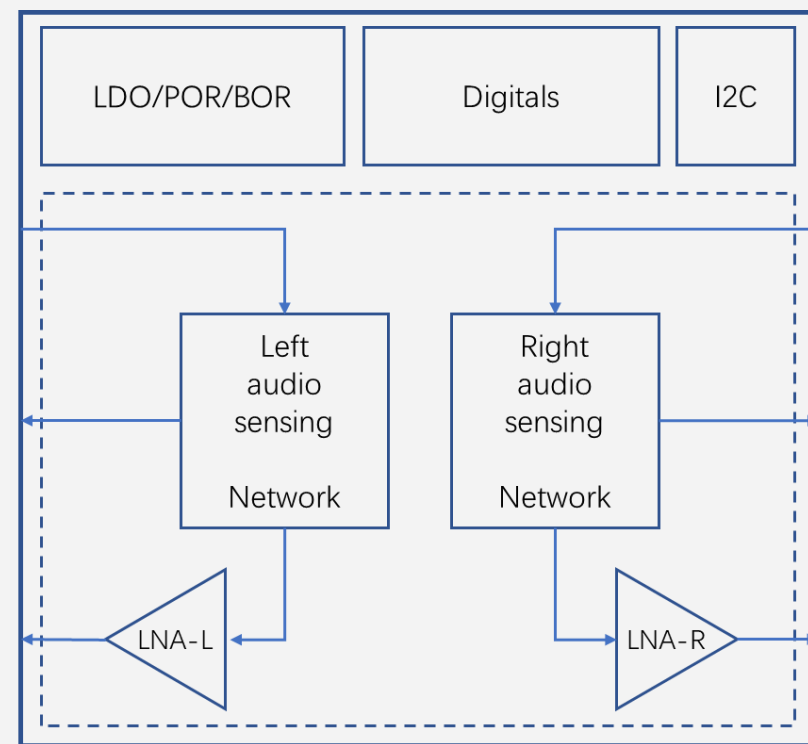 LDO/POR/BOR
Digitals
I2C
Left
audio
sensing
Network
Right
audio
sensing
Network
LNA-L
LNA-R